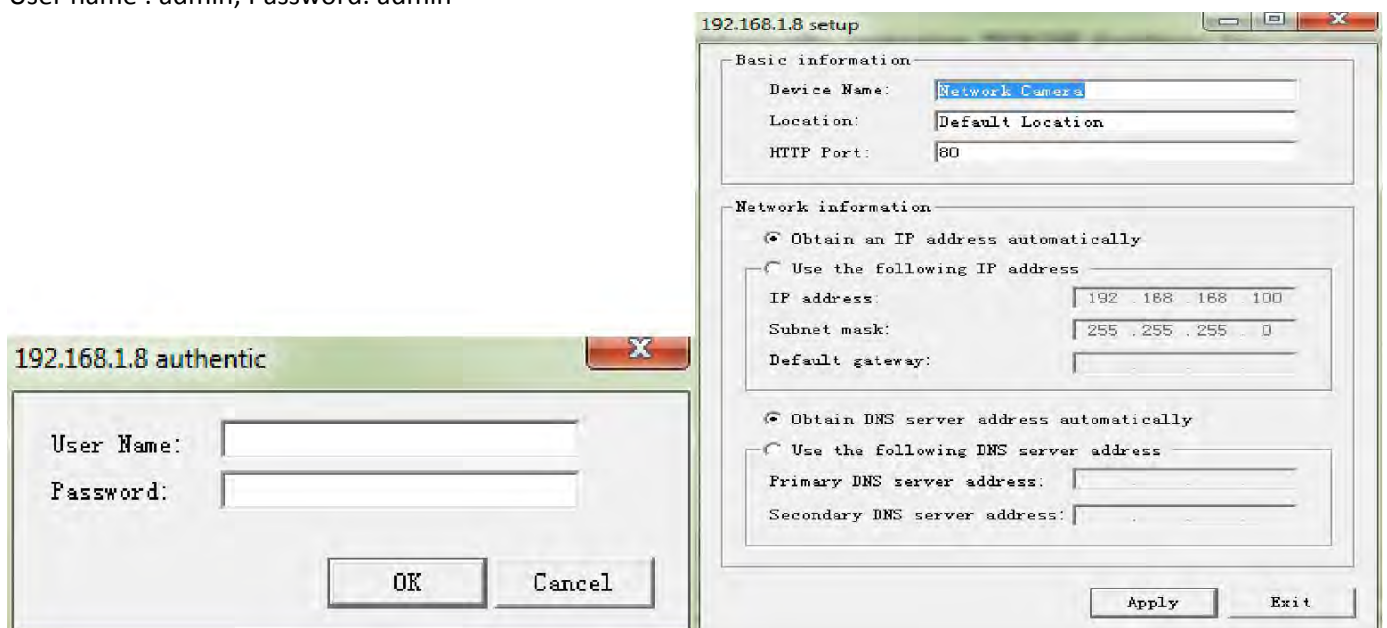 User name : admin, Password: admin
192.168.1.8 setup
Basic information
Device Name: Network Camera
Location: Default Location
HTTP Port: 80
Network information
Obtain an IP address automatically
Use the following IP address
IP address: 192 . 168 . 168 . 100
Subnet mask: 255 . 255 . 255 . 0
Default gateway:
Obtain DNS server address automatically
Use the following DNS server address
Primary DNS server address:
Secondary DNS server address:
Apply Exit
192.168.1.8 authentic
User Name:
Password:
OK Cancel